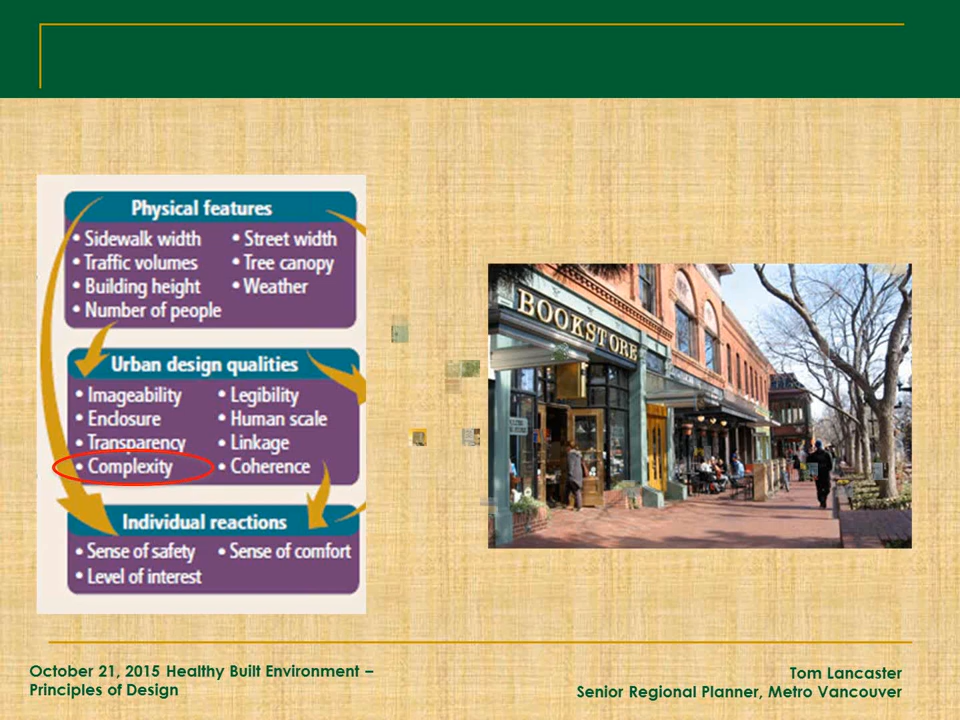 Physical features
• Sidewalk width
• Street width
• Traffic volumes
• Tree canopy
• Building height
• Weather
• Number of people
Urban design qualities
• Imageability
• Legibility
• Enclosure
• Human scale
• Transparency
• Linkage
• Complexity
• Coherence
Individual reactions
• Sense of safety
• Sense of comfort
• Level of interest
BOOKSTORE
October 21, 2015 Healthy Built Environment –
Principles of Design
Tom Lancaster
Senior Regional Planner, Metro Vancouver